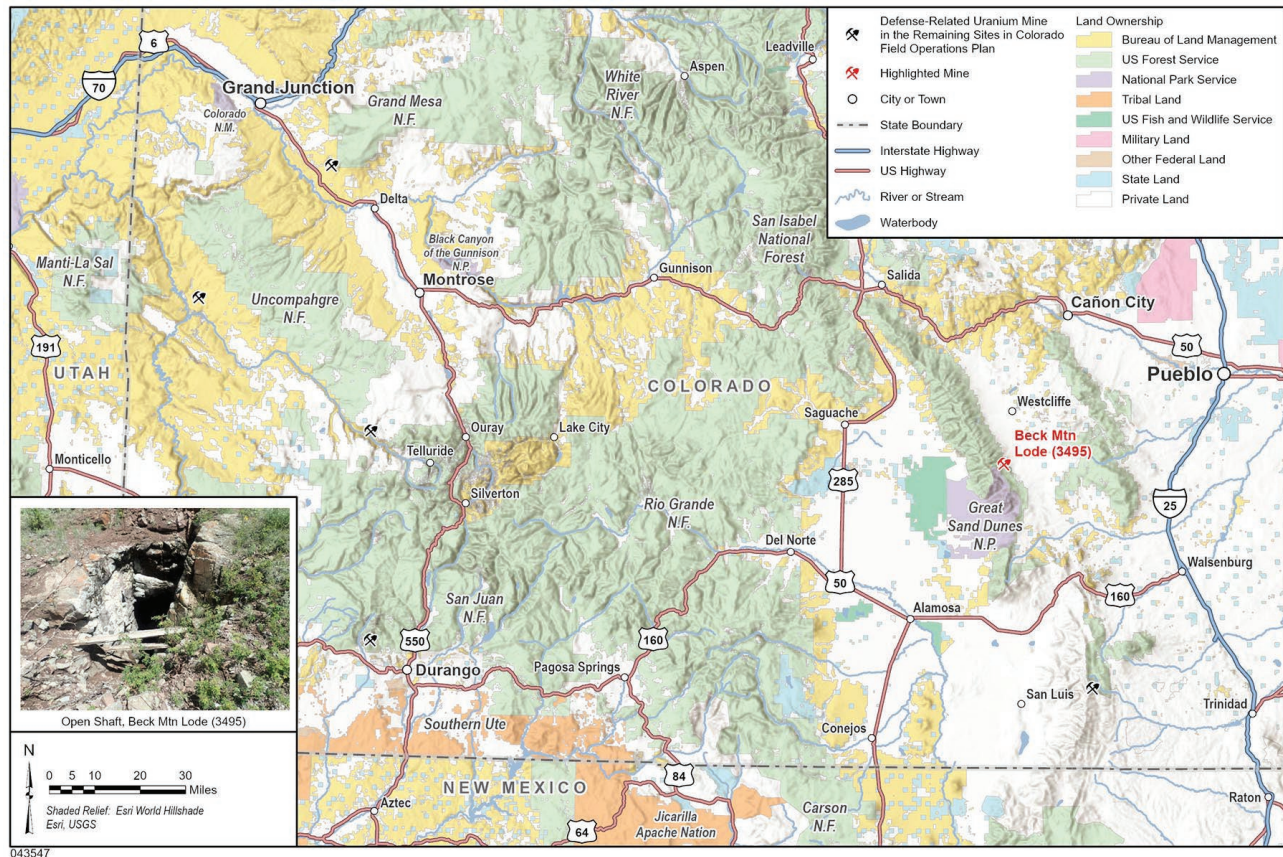 6
70
Grand Junction
Colorado
N.M.
Grand Mesa
N.F.
White
River
N.F.
Aspen
Leadville
Defense-Related Uranium Mine
in the Remaining Sites in Colorado
Field Operations Plan
Highlighted Mine
City or Town
State Boundary
Interstate Highway
US Highway
River or Stream
Waterbody
Land Ownership
Bureau of Land Management
US Forest Service
National Park Service
Tribal Land
US Fish and Wildlife Service
Military Land
Other Federal Land
State Land
Private Land
Delta
Black Canyon
of the Gunnison
N.P.
San Isabel
National
Forest
Manti-La Sal
N.F.
Uncompahgre
N.F.
Montrose
Gunnison
Salida
Cañon City
191
UTAH
COLORADO
50
Pueblo
Westcliffe
Saguache
Ouray
Lake City
Telluride
Beck Mtn
Lode (3495)
Monticello
Silverton
285
Rio Grande
N.F.
Great
Sand Dunes
N.P.
25
Del Norte
50
Walsenburg
San Juan
N.F.
160
Alamosa
160
550
Durango
Pagosa Springs
San Luis
Trinidad
Southern Ute
Conejos
84
NEW MEXICO
Aztec
64
Jicarilla
Apache Nation
Carson
N.F.
Raton
Open Shaft, Beck Mtn Lode (3495)
N
0 5 10 20 30
Miles
Shaded Relief: Esri World Hillshade
Esri, USGS
043547